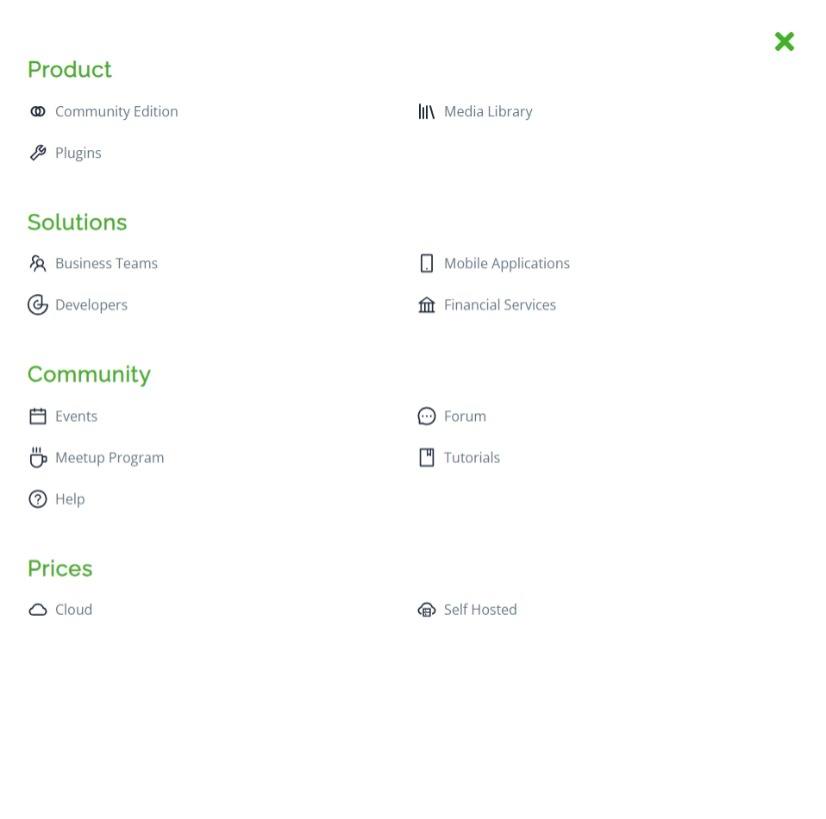 Product
Community Edition
Media Library
Plugins
Solutions
Business Teams
Mobile Applications
Developers
Financial Services
Community
Events
Forum
Meetup Program
Tutorials
Help
Prices
Cloud
Self Hosted